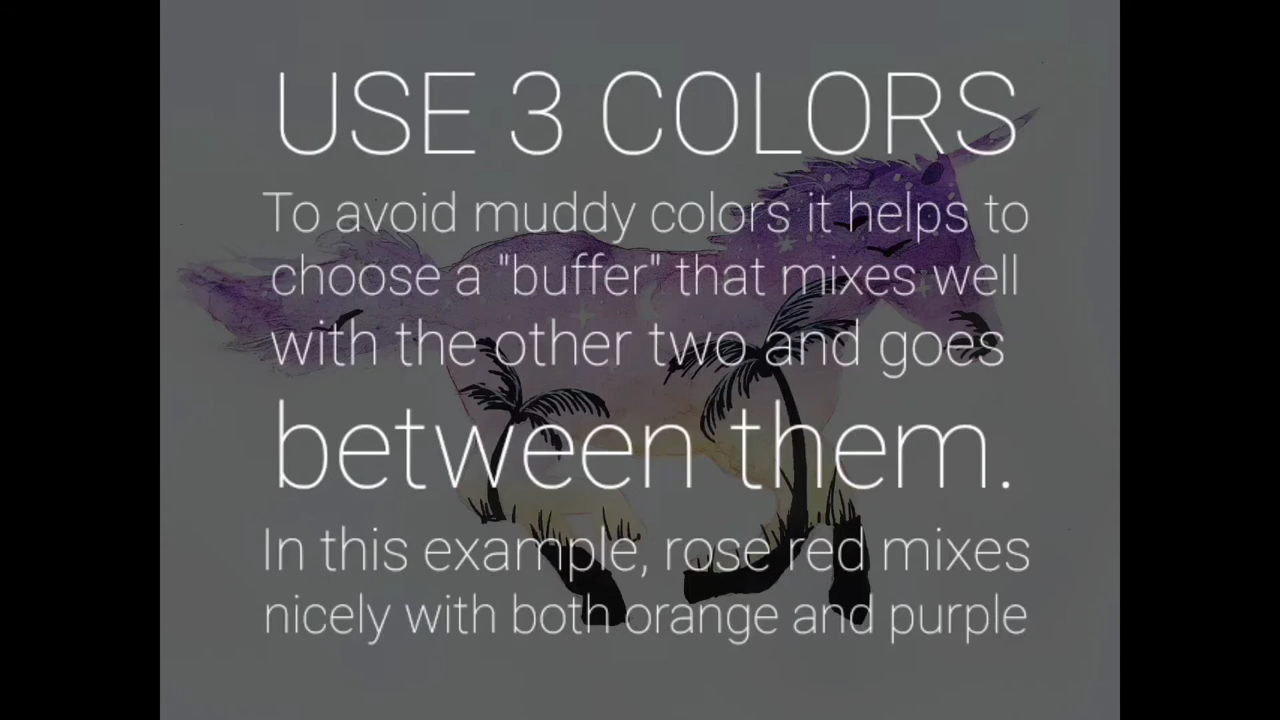 USE 3 COLORS
To avoid muddy colors it helps to
choose a "buffer" that mixes well
with the other two and goes
between them.
In this example, rose red mixes
nicely with both orange and purple